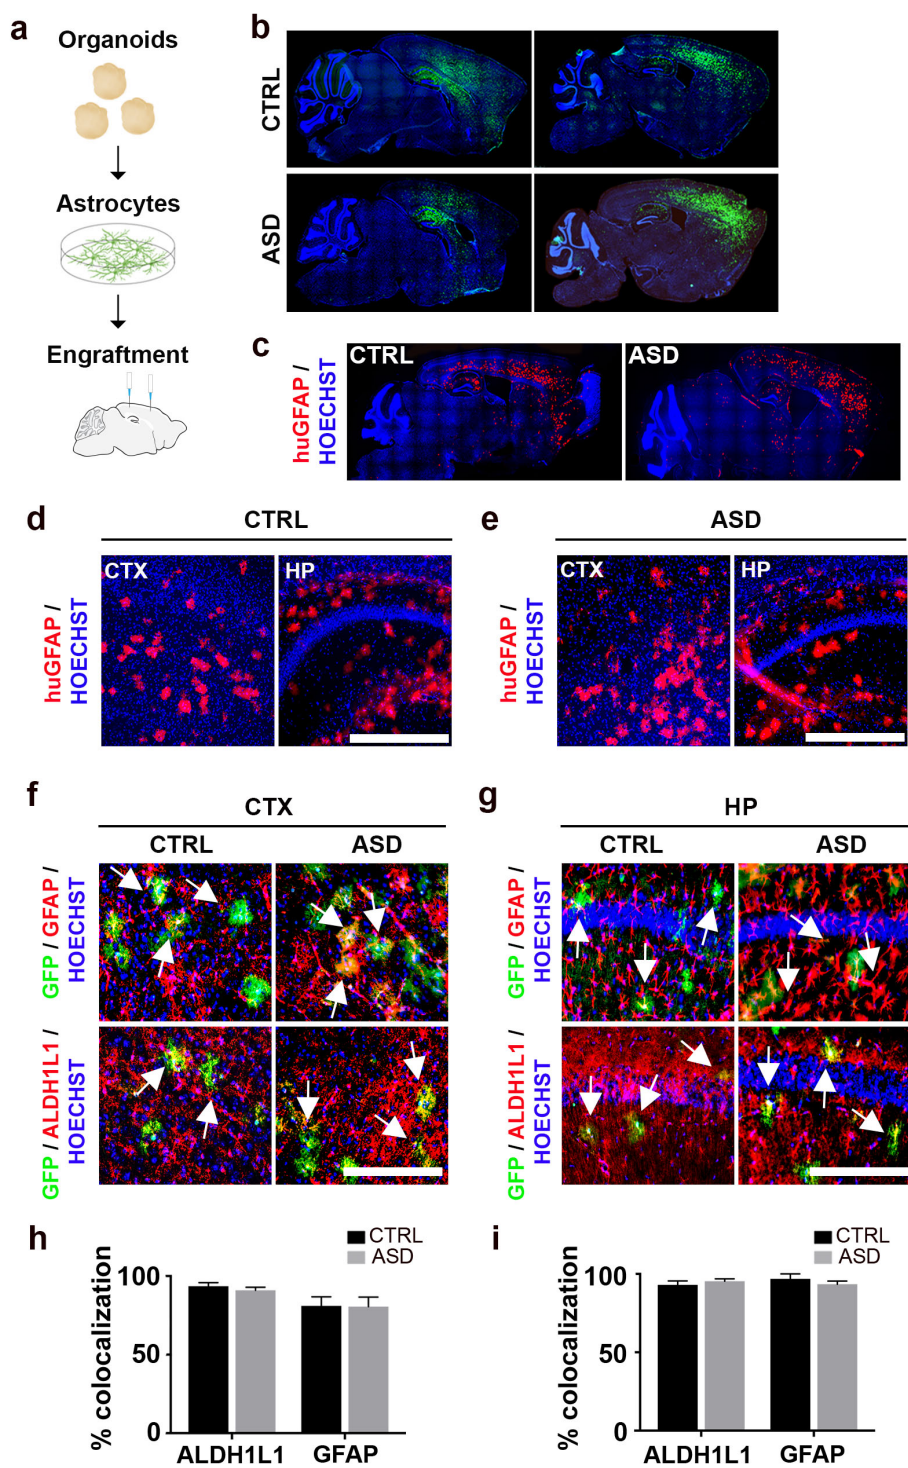 a
Organoids
Astrocytes
Engraftment
b
CTRL
ASD
c
huGFAP /
HOECHST
CTRL
ASD
d
CTRL
huGFAP /
HOECHST
CTX
HP
e
ASD
huGFAP /
HOECHST
CTX
HP
f
CTX
CTRL
ASD
GFP / GFAP /
HOECHST
GFP / ALDH1L1 /
HOECHST
g
HP
CTRL
ASD
GFP / GFAP /
HOECHST
GFP / ALDH1L1 /
HOECHST
h
CTRL
ASD
% colocalization
100
50
0
ALDH1L1
GFAP
i
CTRL
ASD
% colocalization
100
50
0
ALDH1L1
GFAP